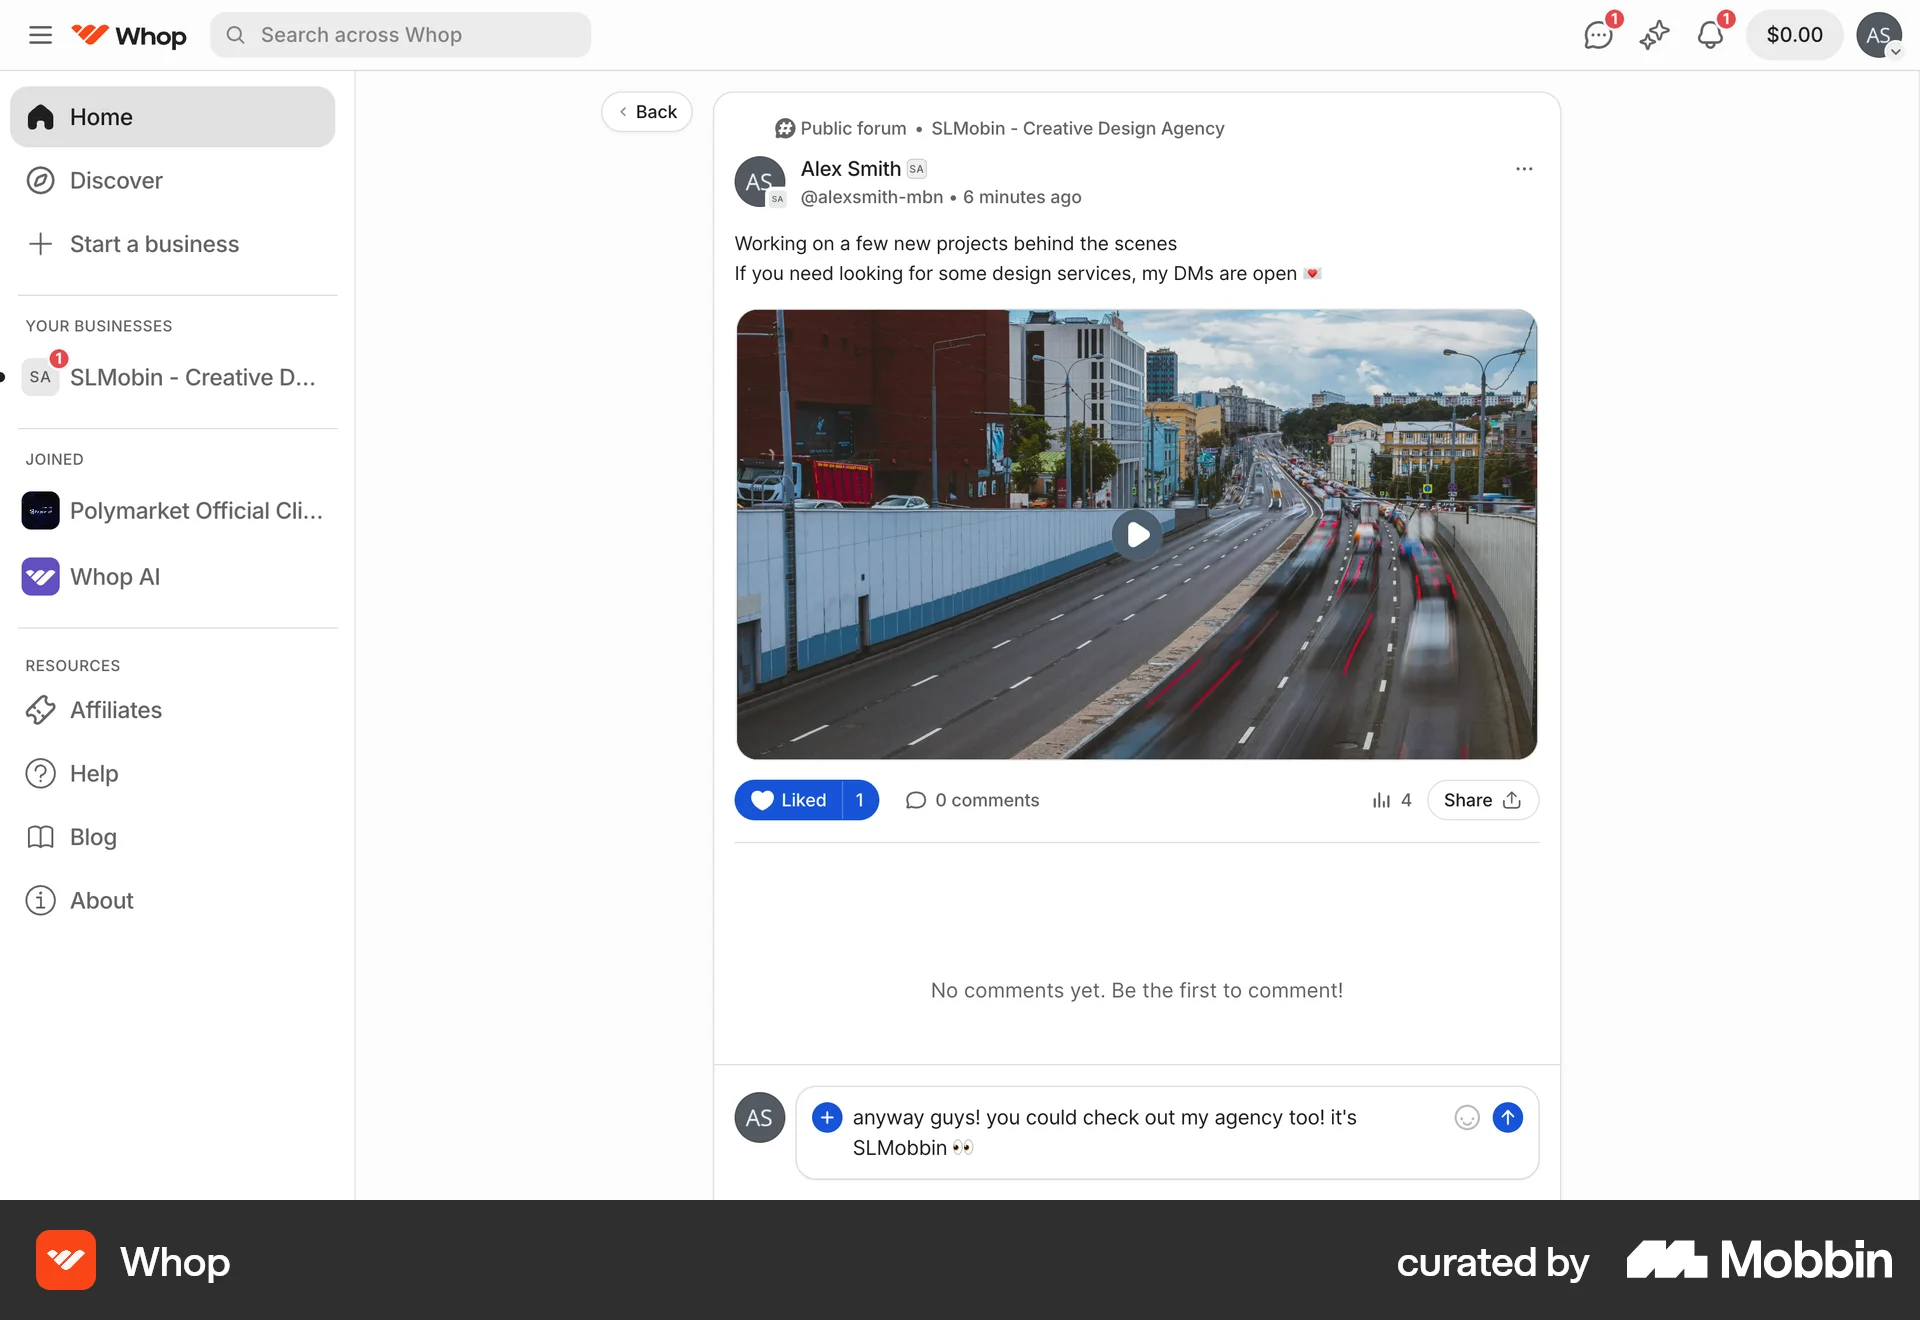 Whop
Search across Whop
1
1
$0.00
AS
Home
Discover
Start a business
YOUR BUSINESSES
1
SA
SLMobin - Creative D...
JOINED
Polymarket Official Cli...
Whop AI
RESOURCES
Affiliates
Help
Blog
About
Back
Public forum • SLMobin - Creative Design Agency
AS
SA
Alex Smith SA
@alexsmith-mbn • 6 minutes ago
Working on a few new projects behind the scenes
If you need looking for some design services, my DMs are open 💌
Liked 1
0 comments
4
Share
No comments yet. Be the first to comment!
AS
anyway guys! you could check out my agency too! it's
SLMobbin 👀
Whop
curated by Mobbin